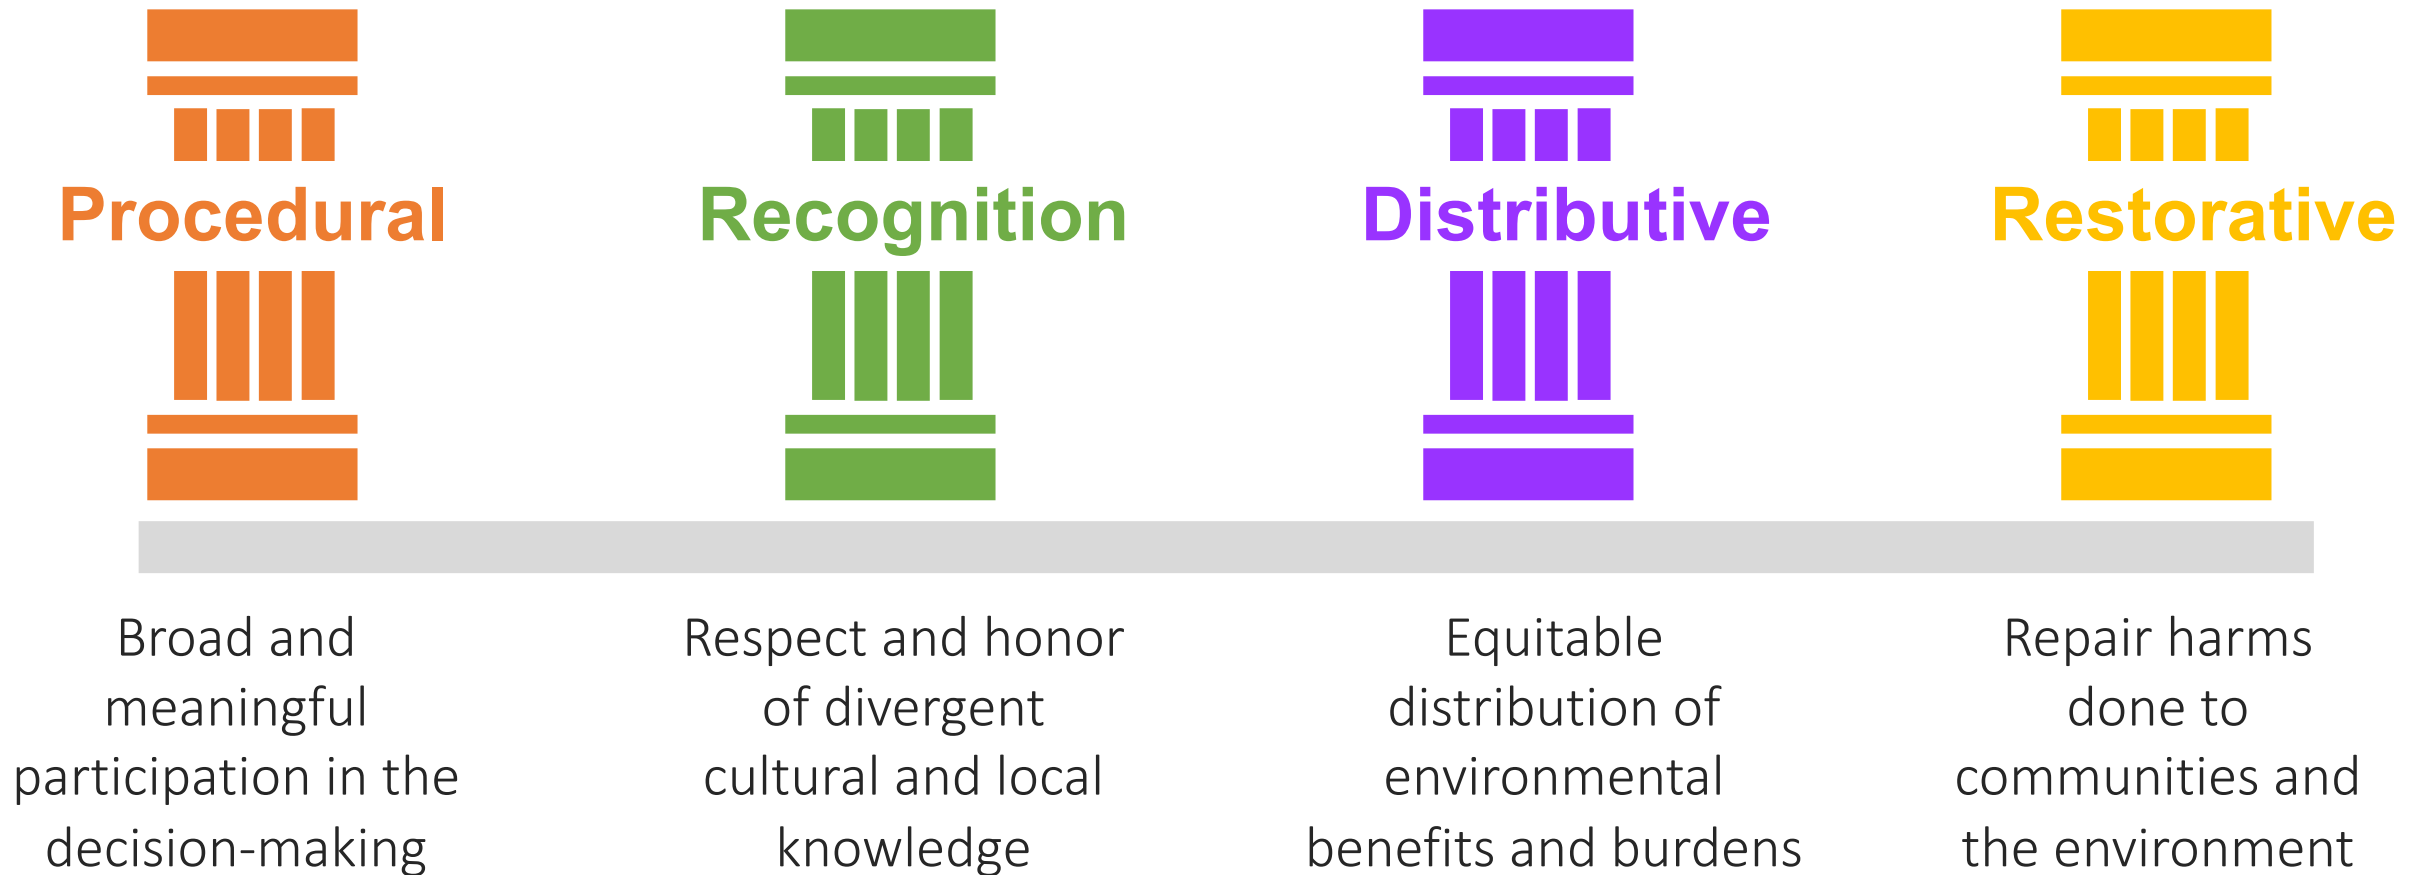 Procedural
Recognition
Distributive
Restorative
Broad and
meaningful
participation in the
decision-making
Respect and honor
of divergent
cultural and local
knowledge
Equitable
distribution of
environmental
benefits and burdens
Repair harms
done to
communities and
the environment